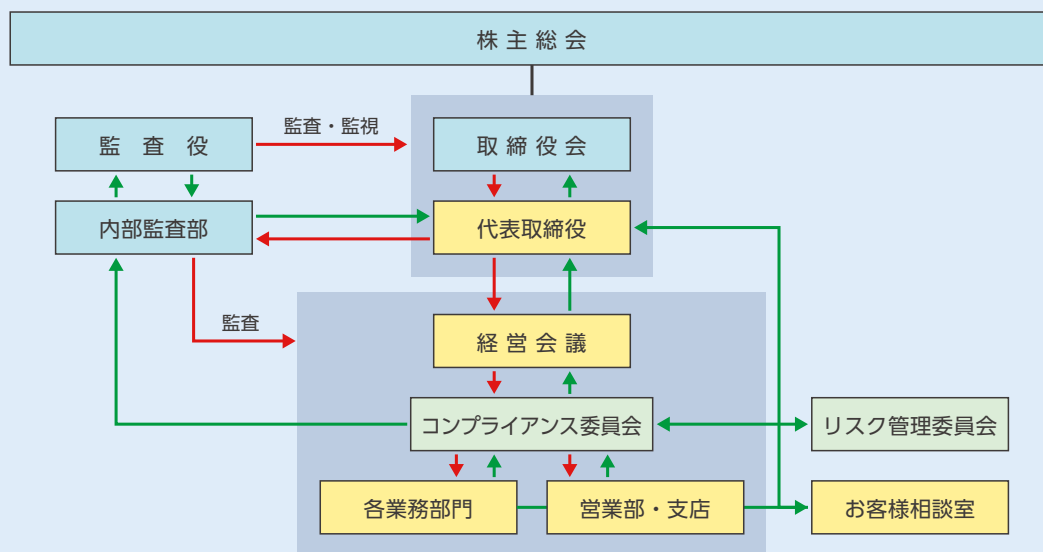 株主総会
監査・監視
監査役
取締役会
内部監査部
代表取締役
監査
経営会議
コンプライアンス委員会
リスク管理委員会
各業務部門
営業部・支店
お客様相談室